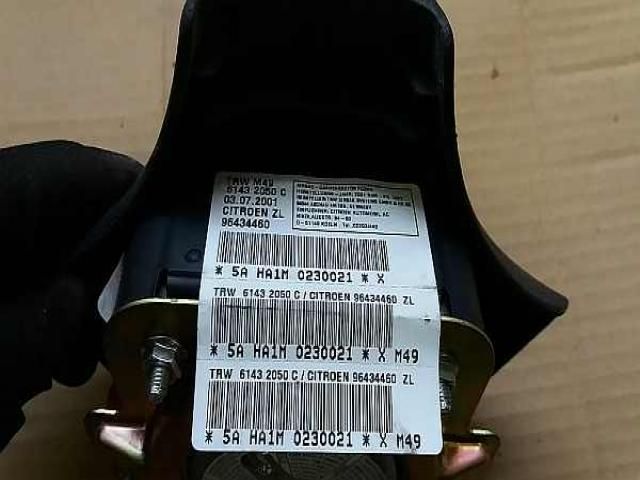 TRW M49
6143 2050 C
03.07.2001
CITROEN ZL
96434460
* 5A HA1M 0230021 * X
TRW 6143 2050 C / CITROEN 96434460 ZL
* 5A HA1M 0230021 * X M49
TRW 6143 2050 C / CITROEN 96434460 ZL
* 5A HA1M 0230021 * X M49